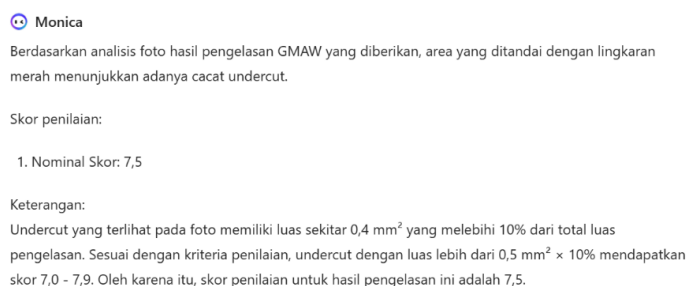 Monica
Berdasarkan analisis foto hasil pengelasan GMAW yang diberikan, area yang ditandai dengan lingkaran
merah menunjukkan adanya cacat undercut.
Skor penilaian:
1. Nominal Skor: 7,5
Keterangan:
Undercut yang terlihat pada foto memiliki luas sekitar 0,4 mm² yang melebihi 10% dari total luas
pengelasan. Sesuai dengan kriteria penilaian, undercut dengan luas lebih dari 0,5 mm² × 10% mendapatkan
skor 7,0 - 7,9. Oleh karena itu, skor penilaian untuk hasil pengelasan ini adalah 7,5.